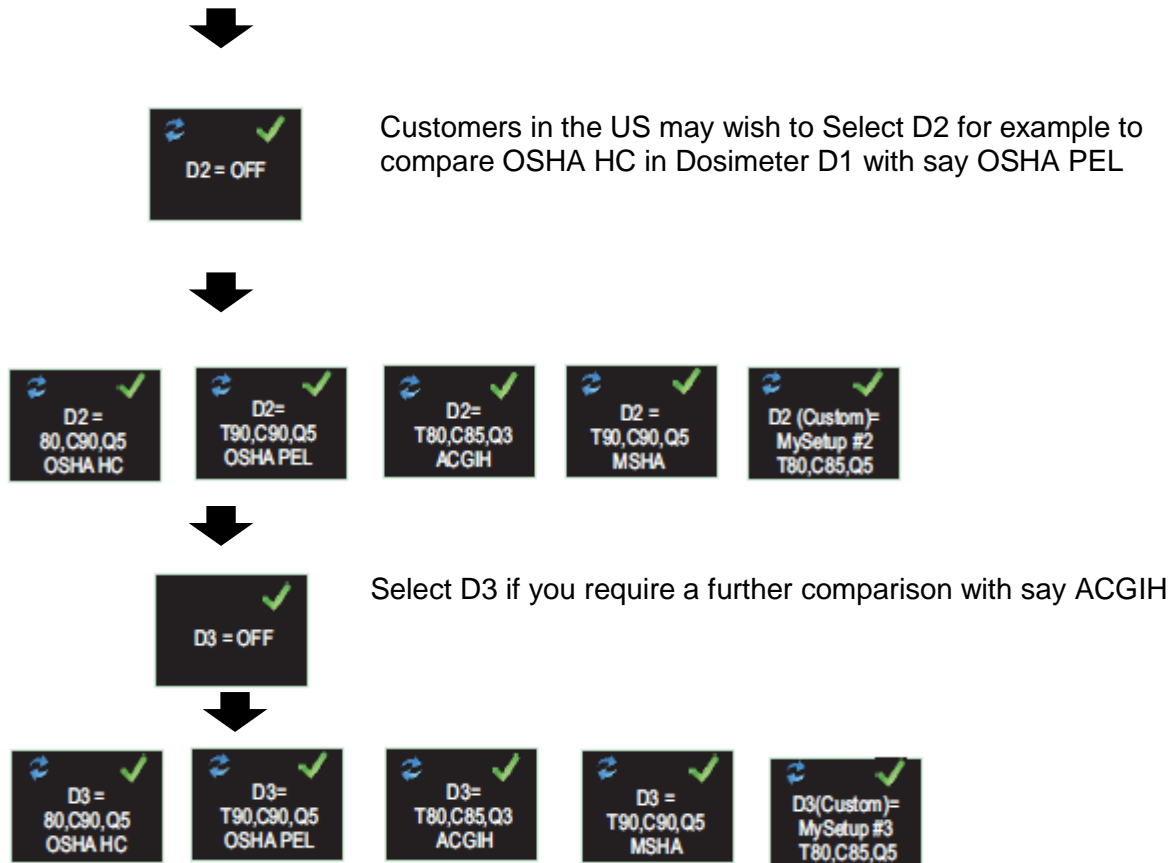 D2 = OFF
Customers in the US may wish to Select D2 for example to
compare OSHA HC in Dosimeter D1 with say OSHA PEL
D2 =
80,C90,Q5
OSHA HC
D2=
T90,C90,Q5
OSHA PEL
D2=
T80,C85,Q3
ACGIH
D2 =
T90,C90,Q5
MSHA
D2 (Custom)=
MySetup #2
T80,C85,Q5
D3 = OFF
Select D3 if you require a further comparison with say ACGIH
D3 =
80,C90,Q5
OSHA HC
D3=
T90,C90,Q5
OSHA PEL
D3=
T80,C85,Q3
ACGIH
D3 =
T90,C90,Q5
MSHA
D3(Custom)=
MySetup #3
T80,C85,Q5